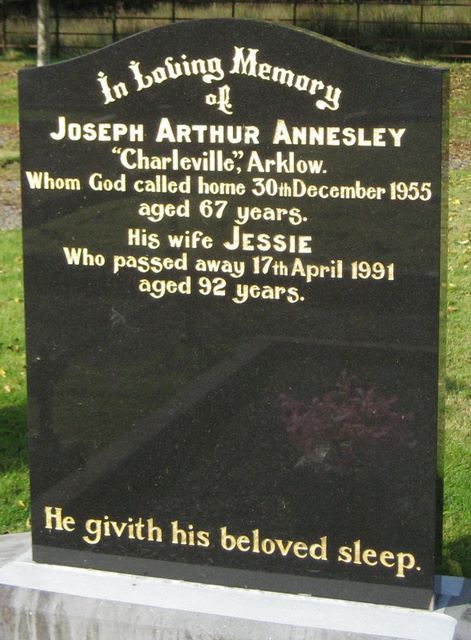 In Loving Memory
of
JOSEPH ARTHUR ANNESLEY
"Charleville", Arklow.
Whom God called home 30th December 1955
aged 67 years.
His wife JESSIE
Who passed away 17th April 1991
aged 92 years.
He givith his beloved sleep.